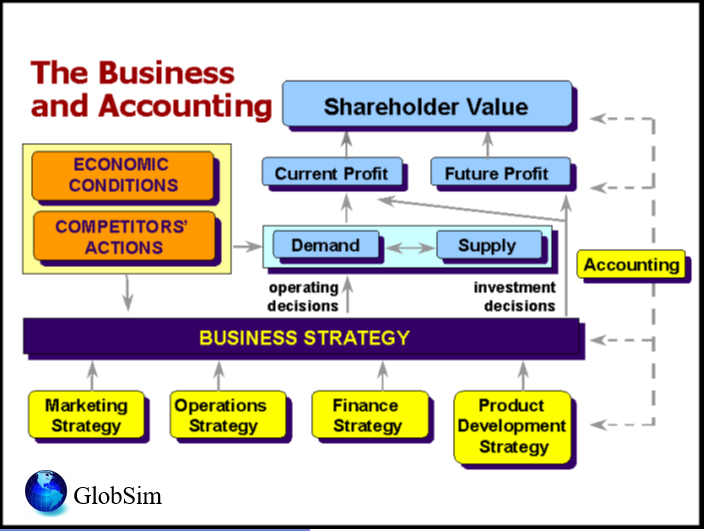 The Business
and Accounting
Shareholder Value
ECONOMIC
CONDITIONS
COMPETITORS'
ACTIONS
Current Profit
Future Profit
Demand
Supply
Accounting
operating
decisions
investment
decisions
BUSINESS STRATEGY
Marketing
Strategy
Operations
Strategy
Finance
Strategy
Product
Development
Strategy
GlobSim